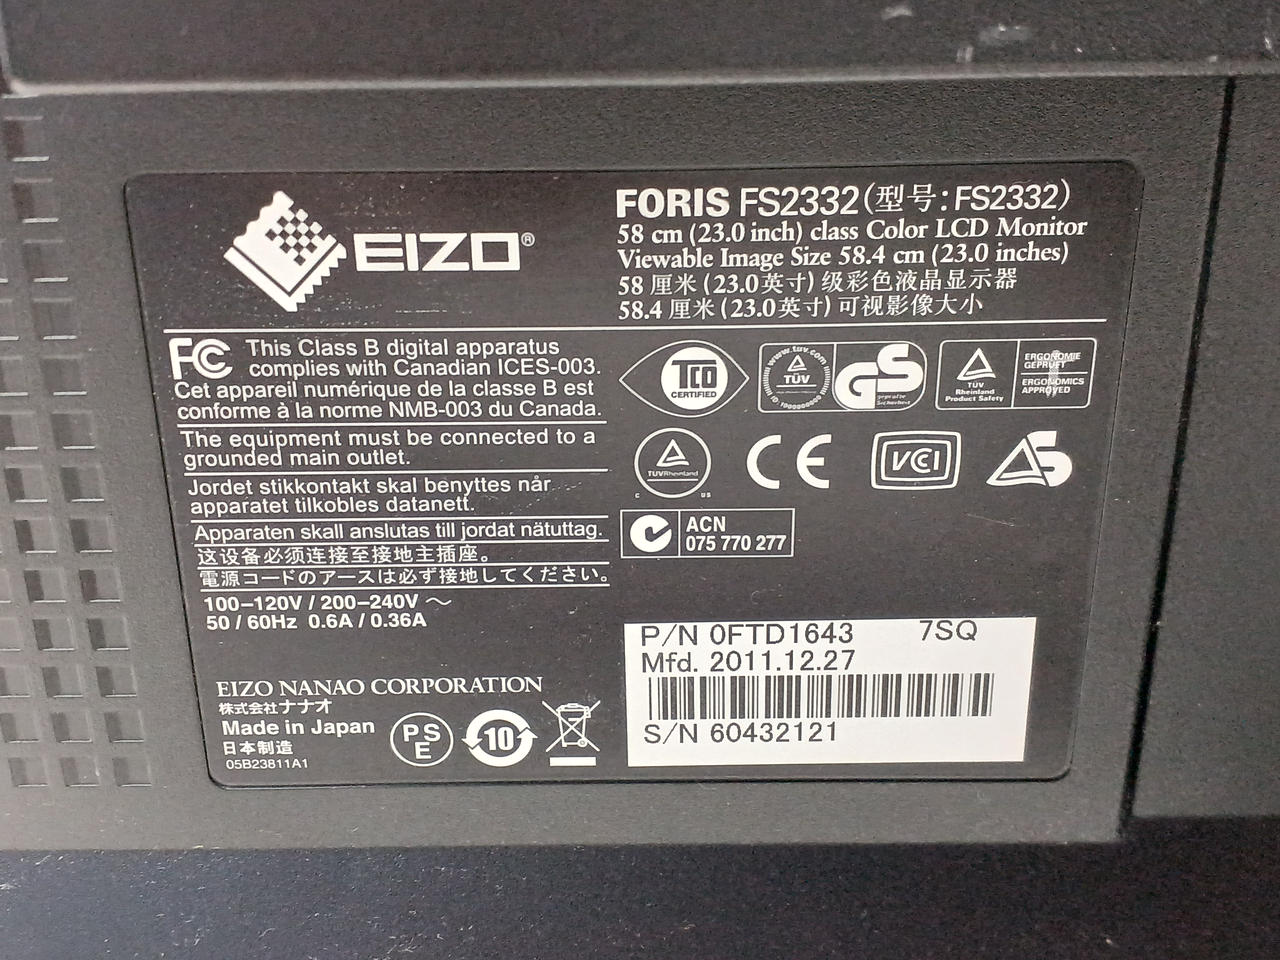 EIZO®
FORIS FS2332(型号:FS2332)
58 cm (23.0 inch) class Color LCD Monitor
Viewable Image Size 58.4 cm (23.0 inches)
58 厘米 (23.0英寸) 级彩色液晶显示器
58.4 厘米 (23.0英寸) 可视影像大小
FC This Class B digital apparatus
complies with Canadian ICES-003.
Cet appareil numérique de la classe B est
conforme à la norme NMB-003 du Canada.
The equipment must be connected to a
grounded main outlet.
Jordet stikkontakt skal benyttes når
apparatet tilkobles datanett.
Apparaten skall anslutas till jordat nätuttag.
这设备必须连接至接地主插座。
電源コードのアースは必ず接地してください。
100–120V / 200–240V ～
50 / 60Hz 0.6A / 0.36A
TCO
CERTIFIED
www.tuv.com
TÜV
GS
geprüfte
Sicherheit
TÜV
Rheinland
Product Safety
ERGONOMIE
GEPRÜFT
ERGONOMICS
APPROVED
TÜVRheinland
C US
CE
VCCI
S
ACN
075 770 277
EIZO NANAO CORPORATION
株式会社ナナオ
Made in Japan
日本制造
05B23811A1
PS
E
10
P/N 0FTD1643 7SQ
Mfd. 2011.12.27
S/N 60432121